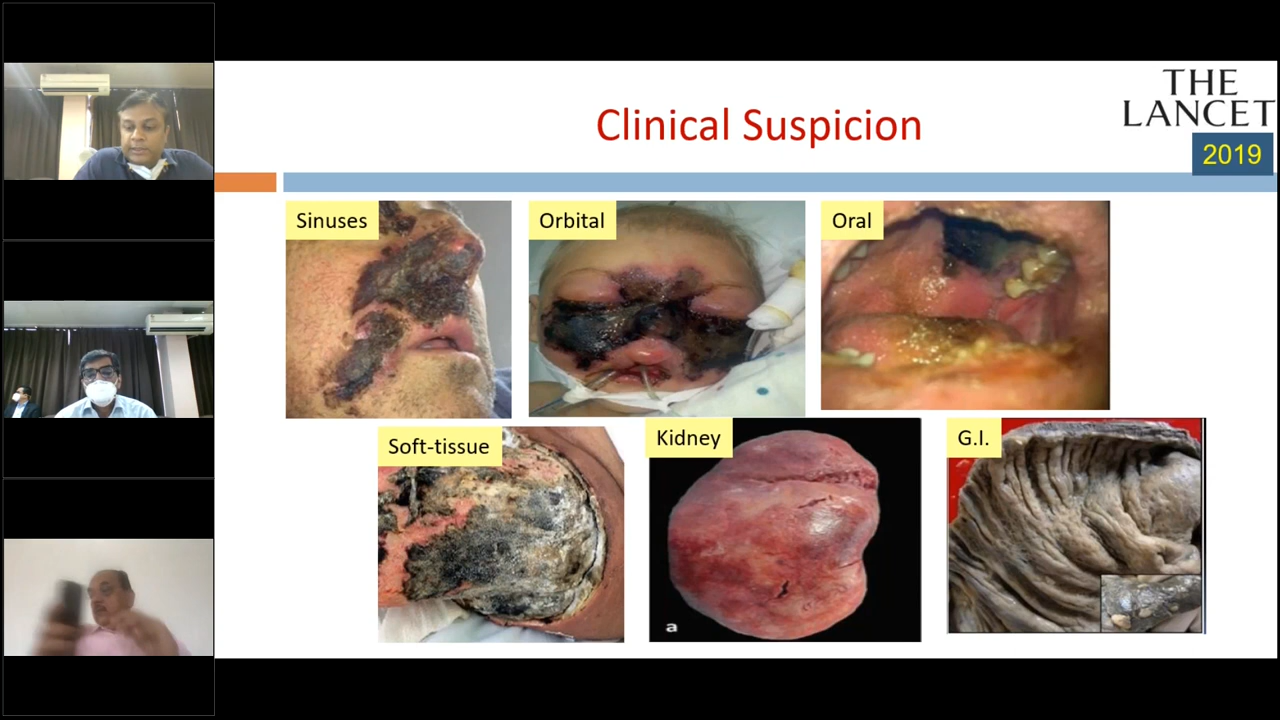 Clinical Suspicion
THE
LANCET
2019
Sinuses
Orbital
Oral
Soft-tissue
Kidney
G.I.
a